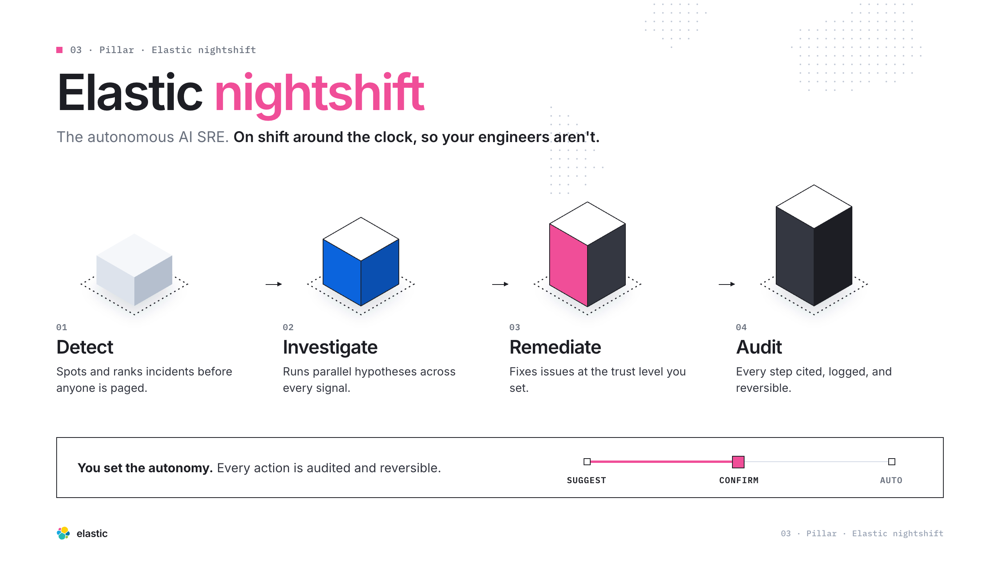 03 · Pillar · Elastic nightshift
Elastic nightshift
The autonomous AI SRE. On shift around the clock, so your engineers aren't.
01
Detect
Spots and ranks incidents before
anyone is paged.
02
Investigate
Runs parallel hypotheses across
every signal.
03
Remediate
Fixes issues at the trust level you
set.
04
Audit
Every step cited, logged, and
reversible.
You set the autonomy. Every action is audited and reversible.
SUGGEST
CONFIRM
AUTO
elastic
03 · Pillar · Elastic nightshift